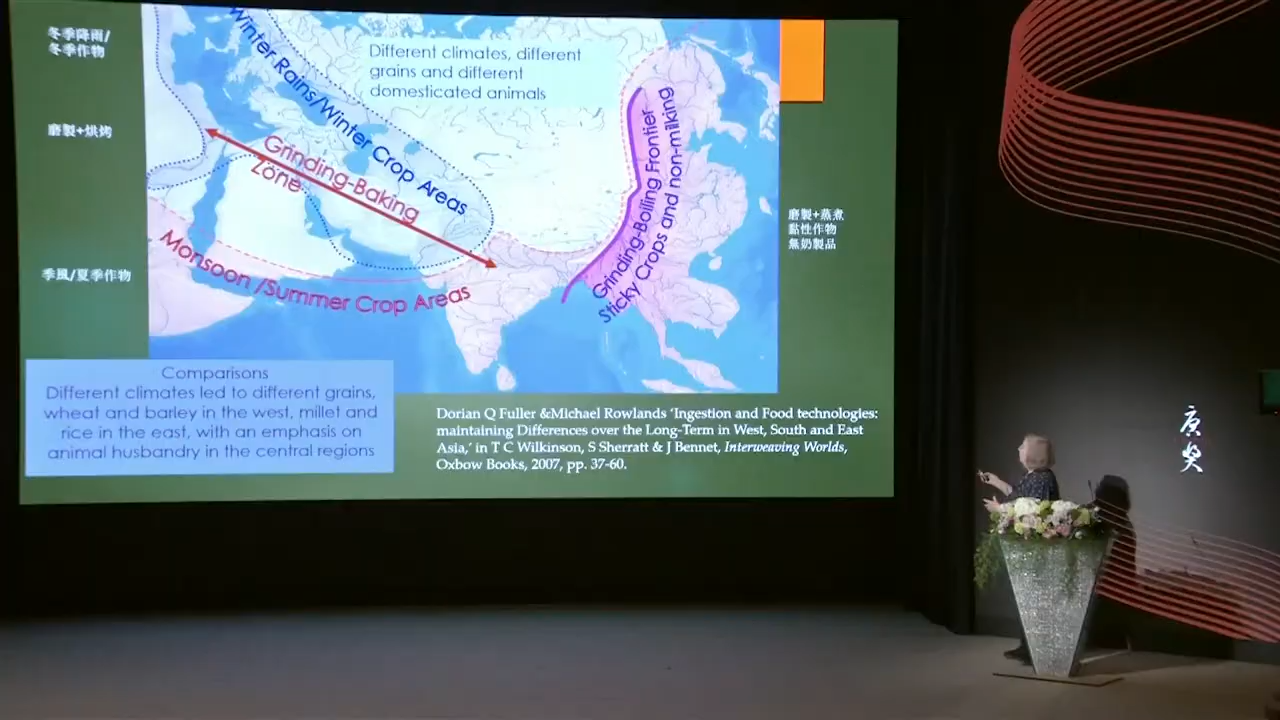 冬季降雨/
冬季作物
磨製+烘烤
季風/夏季作物
Winter Rains/Winter Crop Areas
Different climates, different
grains and different
domesticated animals
Grinding-Baking
Zone
Monsoon /Summer Crop Areas
Grinding-Boiling Frontier
Sticky Crops and non-milking
磨製+蒸煮
黏性作物
無奶製品
Comparisons
Different climates led to different grains,
wheat and barley in the west, millet and
rice in the east, with an emphasis on
animal husbandry in the central regions
Dorian Q Fuller &Michael Rowlands ‘Ingestion and Food technologies:
maintaining Differences over the Long-Term in West, South and East
Asia,’ in T C Wilkinson, S Sherratt & J Bennet, Interweaving Worlds,
Oxbow Books, 2007, pp. 37-60.
唐獎